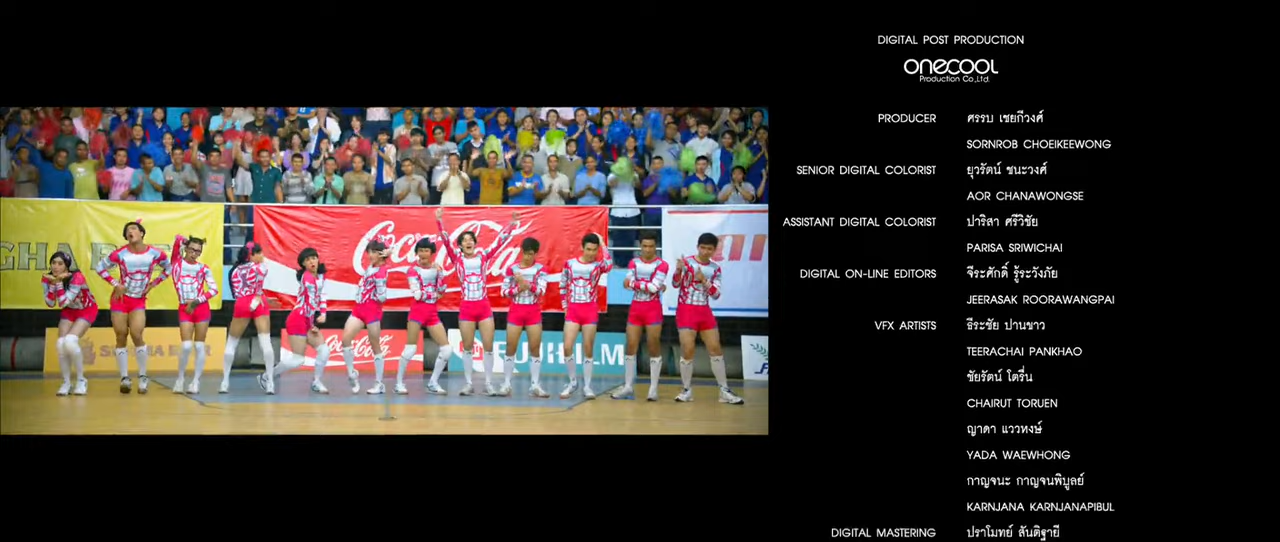 DIGITAL POST PRODUCTION
onecool
Production Co.,Ltd.
PRODUCER ศรรบ เชยกีวงศ์
SORNROB CHOEIKEEWONG
SENIOR DIGITAL COLORIST ยุวรัตน์ ชนะวงศ์
AOR CHANAWONGSE
ASSISTANT DIGITAL COLORIST ปาริสา ศรีวิชัย
PARISA SRIWICHAI
DIGITAL ON-LINE EDITORS จีระศักดิ์ รู้ระวังภัย
JEERASAK ROORAWANGPAI
VFX ARTISTS ธีระชัย ปานขาว
TEERACHAI PANKHAO
ชัยรัตน์ โตรื่น
CHAIRUT TORUEN
ญาดา แววหงษ์
YADA WAEWHONG
กาญจนะ กาญจนพิบูลย์
KARNJANA KARNJANAPIBUL
DIGITAL MASTERING ปราโมทย์ สันติฐายี
Coca-Cola
Coca-Cola
FUJIFILM